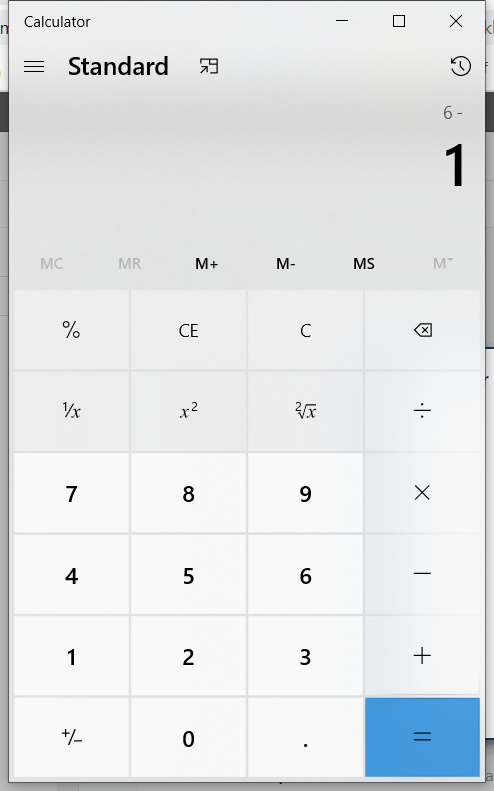 Calculator
Standard
6 -
1
MC MR M+ M- MS M˅
% CE C
¹/x x² ²√x ÷
7 8 9 ×
4 5 6 −
1 2 3 +
+/− 0 . =